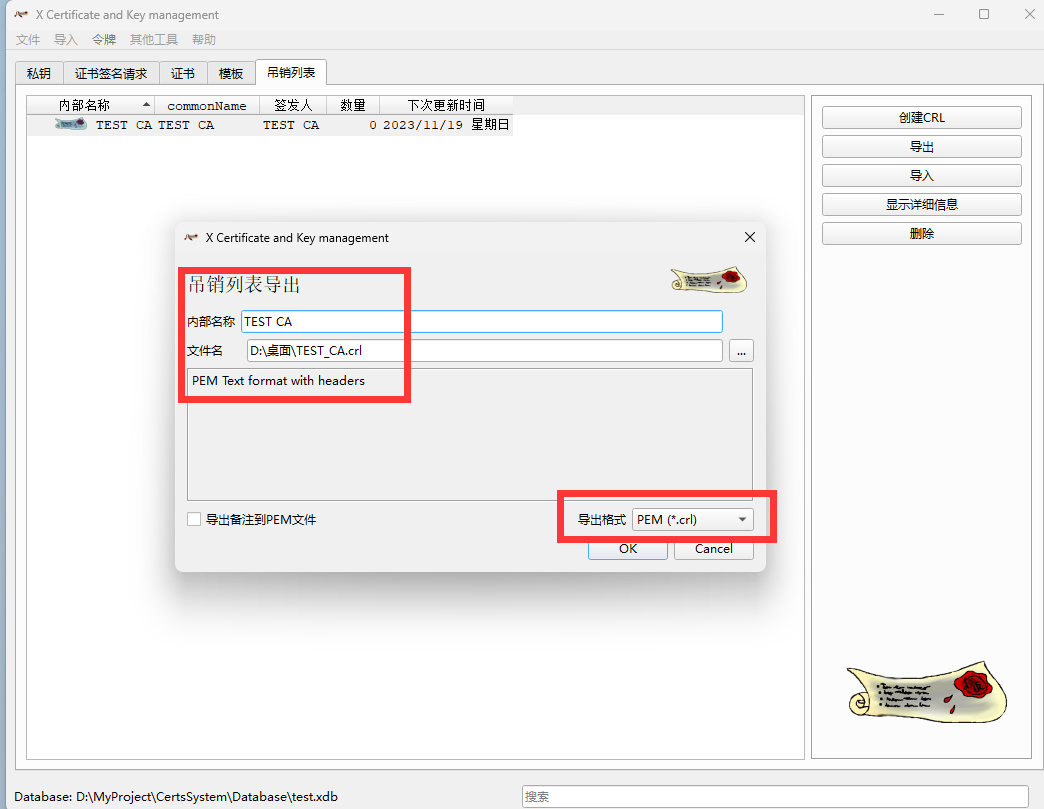 X Certificate and Key management
文件 导入 令牌 其他工具 帮助
私钥 证书签名请求 证书 模板 吊销列表
内部名称 commonName 签发人 数量 下次更新时间
TEST CA TEST CA TEST CA 0 2023/11/19 星期日
创建CRL
导出
导入
显示详细信息
删除
X Certificate and Key management
吊销列表导出
内部名称 TEST CA
文件名 D:\桌面\TEST_CA.crl ...
PEM Text format with headers
导出备注到PEM文件 导出格式 PEM (*.crl)
OK Cancel
Database: D:\MyProject\CertsSystem\Database\test.xdb 搜索